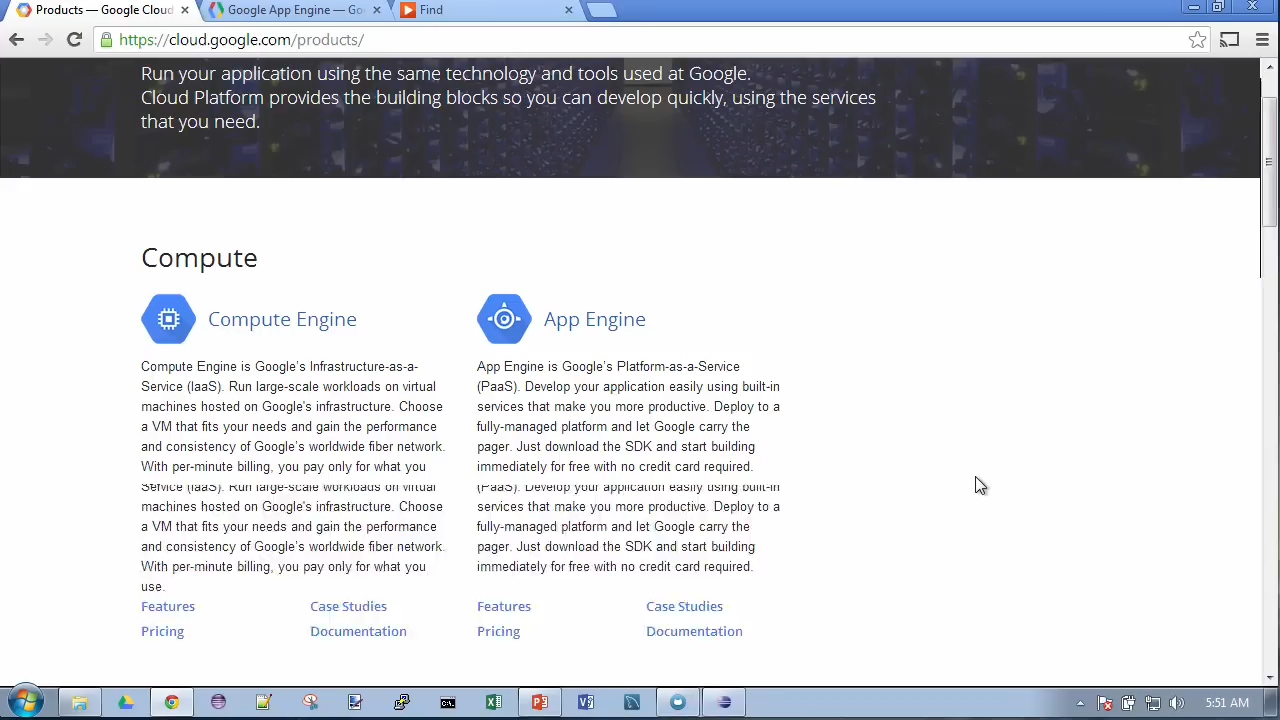 Products — Google Cloud
Google App Engine — Go
Find
https://cloud.google.com/products/
Run your application using the same technology and tools used at Google.
Cloud Platform provides the building blocks so you can develop quickly, using the services
that you need.
Compute
Compute Engine
Compute Engine is Google's Infrastructure-as-a-
Service (IaaS). Run large-scale workloads on virtual
machines hosted on Google's infrastructure. Choose
a VM that fits your needs and gain the performance
and consistency of Google's worldwide fiber network.
With per-minute billing, you pay only for what you
Service (IaaS). Run large-scale workloads on virtual
machines hosted on Google's infrastructure. Choose
a VM that fits your needs and gain the performance
and consistency of Google's worldwide fiber network.
With per-minute billing, you pay only for what you
use.
Features
Case Studies
Pricing
Documentation
App Engine
App Engine is Google's Platform-as-a-Service
(PaaS). Develop your application easily using built-in
services that make you more productive. Deploy to a
fully-managed platform and let Google carry the
pager. Just download the SDK and start building
immediately for free with no credit card required.
(PaaS). Develop your application easily using built-in
services that make you more productive. Deploy to a
fully-managed platform and let Google carry the
pager. Just download the SDK and start building
immediately for free with no credit card required.
Features
Case Studies
Pricing
Documentation
5:51 AM